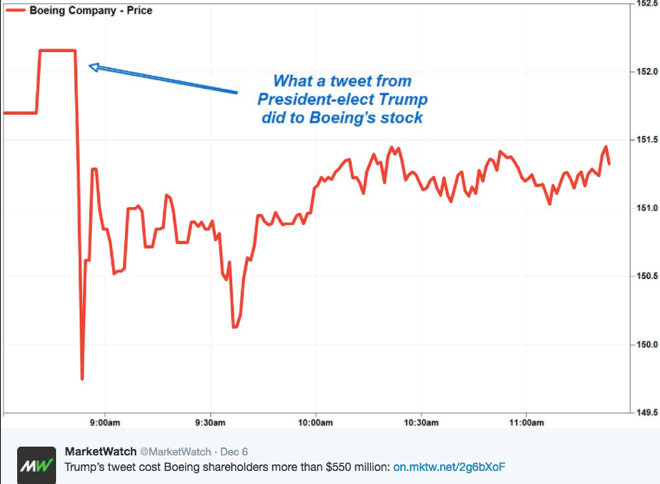 Boeing Company - Price
152.5
What a tweet from
President-elect Trump
did to Boeing's stock
152.0
151.5
151.0
150.5
150.0
149.5
9:00am 9:30am 10:00am 10:30am 11:00am
MW
MarketWatch @MarketWatch · Dec 6
Trump's tweet cost Boeing shareholders more than $550 million: on.mktw.net/2g6bXoF